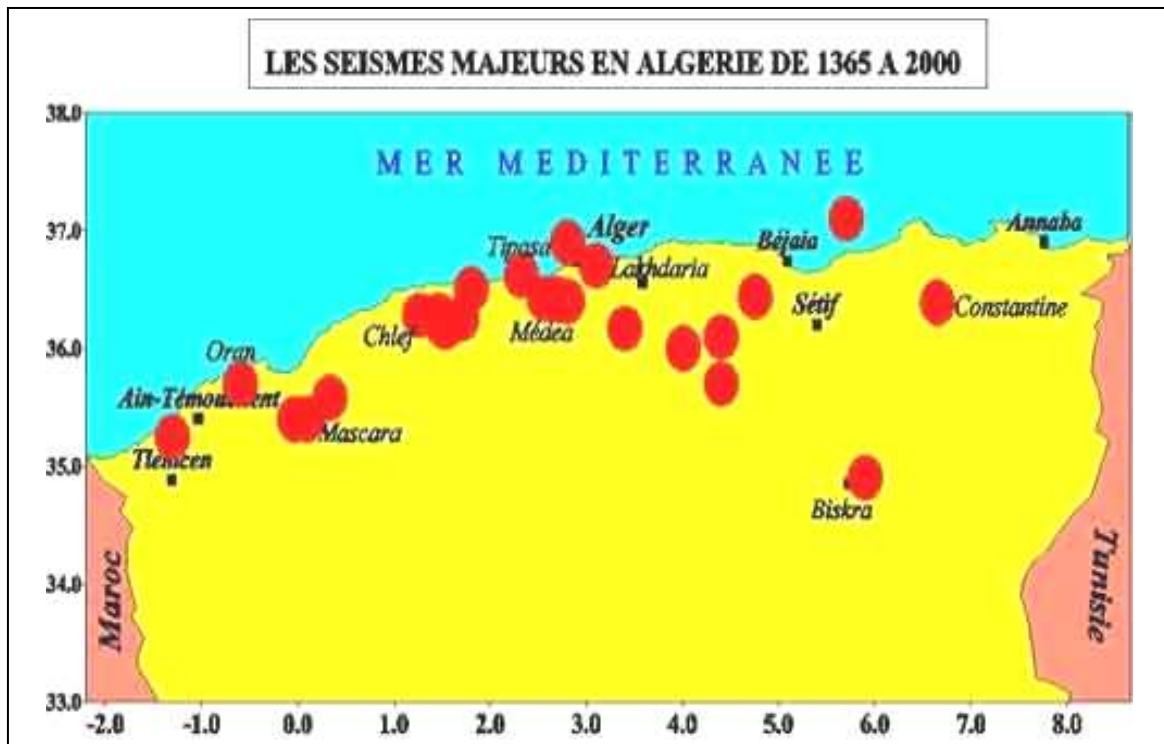 LES SEISMES MAJEURS EN ALGERIE DE 1365 A 2000
38.0
MER MEDITERRANEE
37.0
Alger
Tipasa
Lakhdaria
Béjaia
Annaba
Sétif
Constantine
Médea
Chlef
36.0
Oran
Ain-Témouchent
Mascara
Tlemcen
35.0
Biskra
34.0
Maroc
Tunisie
33.0
-2.0 -1.0 0.0 1.0 2.0 3.0 4.0 5.0 6.0 7.0 8.0